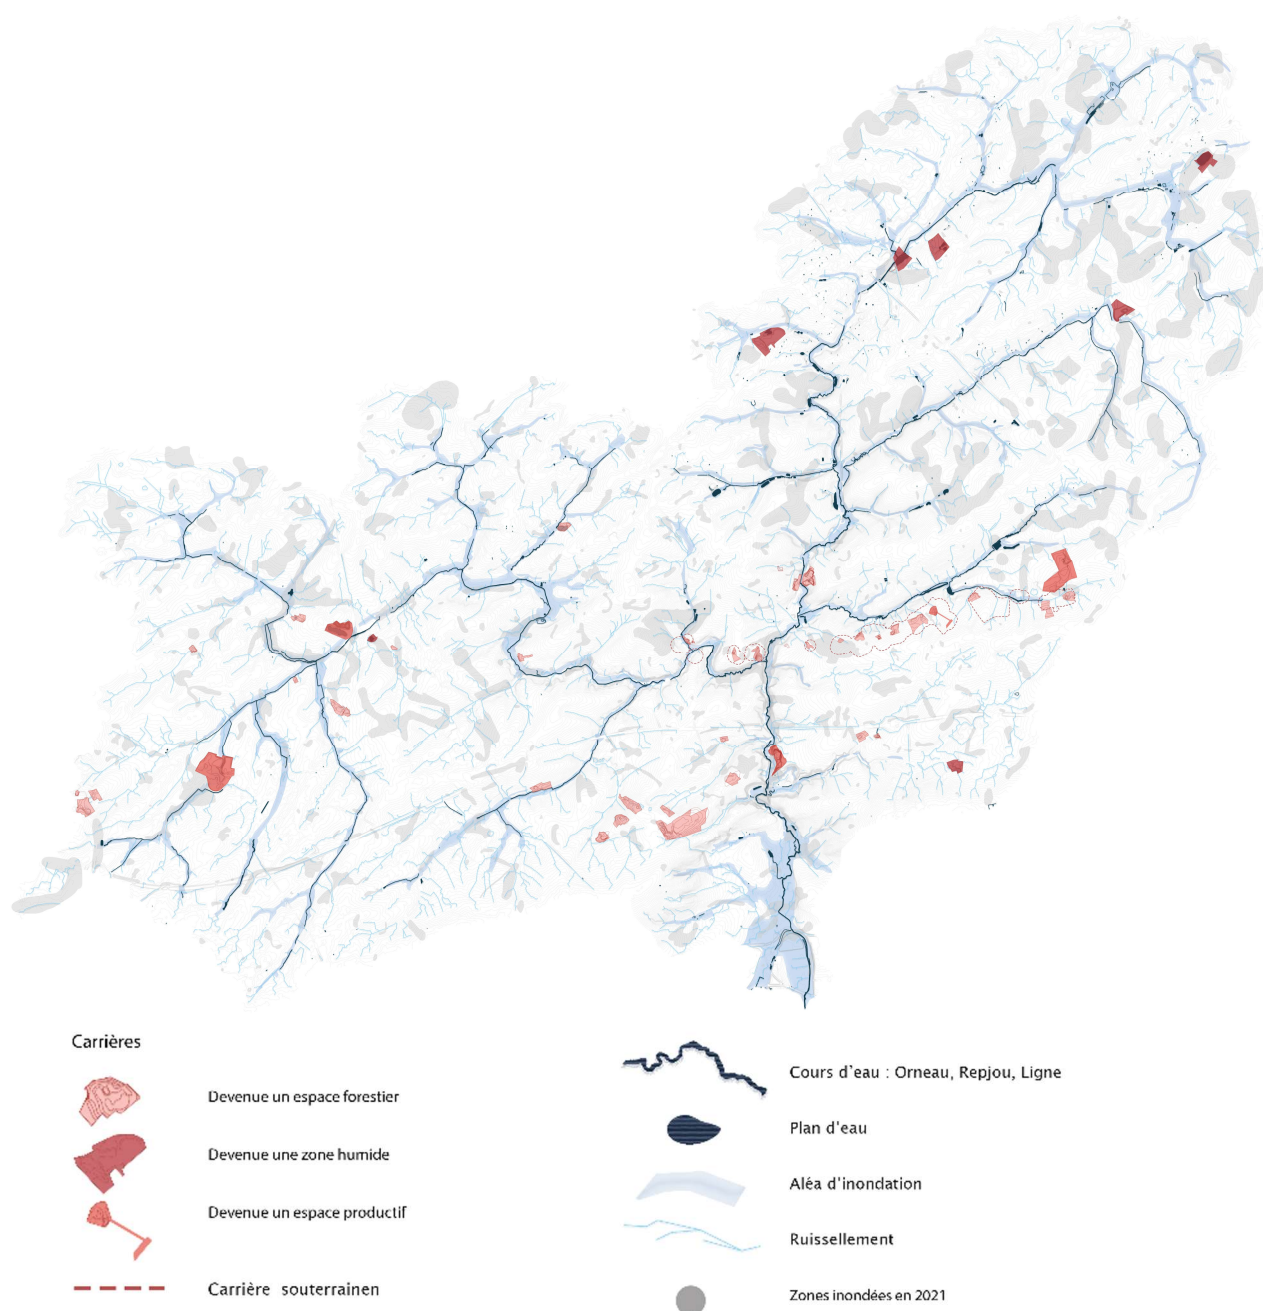 Carrières
Devenue un espace forestier
Devenue une zone humide
Devenue un espace productif
Carrière souterrainen
Cours d'eau : Orneau, Repjou, Ligne
Plan d'eau
Aléa d'inondation
Ruissellement
Zones inondées en 2021